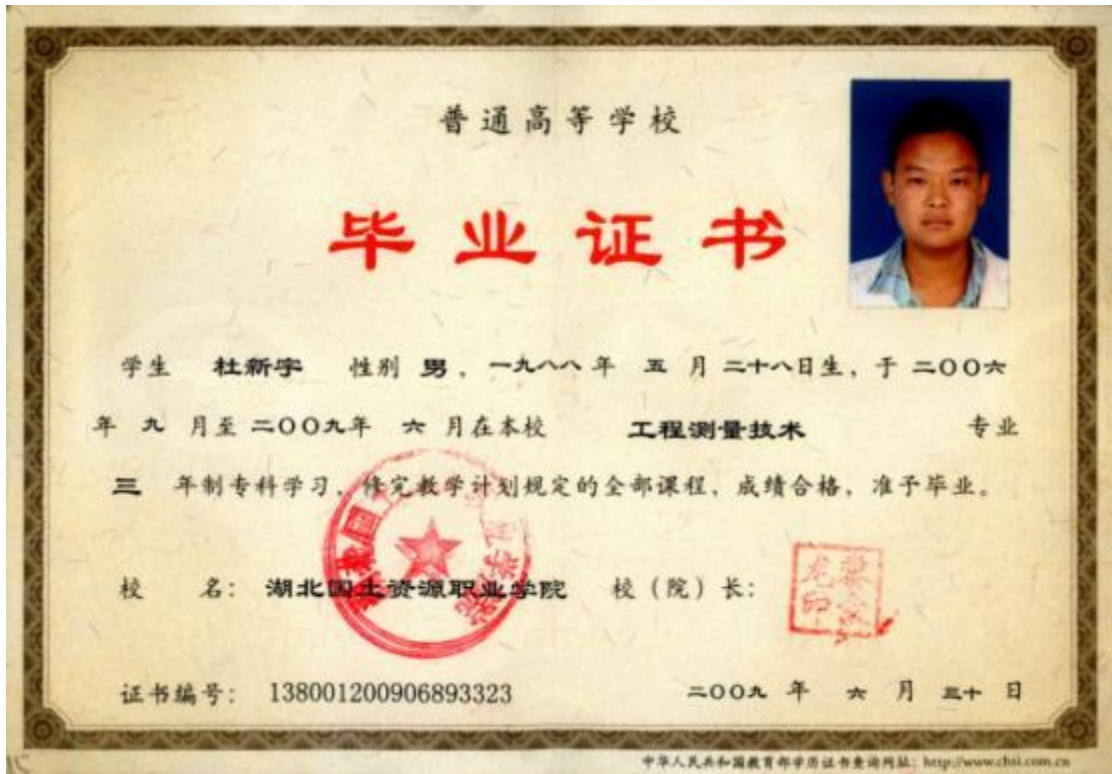 普通高等学校
毕业证书
学生 杜新宇 性别 男，一九八八年 五 月 二十八日生，于 二〇〇六
年 九 月至 二〇〇九年 六 月在本校 工程测量技术 专业
三 年制专科学习，修完教学计划规定的全部课程，成绩合格，准予毕业。
校 名： 湖北国土资源职业学院 校（院）长：
证书编号： 138001200906893323 二〇〇九 年 六 月 三十 日
中华人民共和国教育部学历证书查询网址：http://www.chsi.com.cn